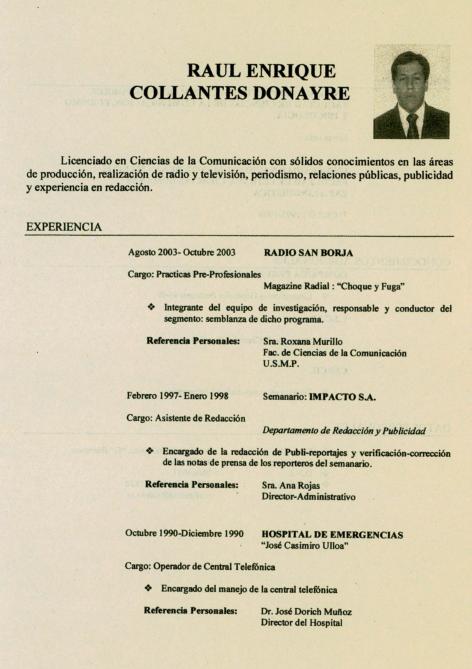 RAUL ENRIQUE
COLLANTES DONAYRE
Licenciado en Ciencias de la Comunicación con sólidos conocimientos en las áreas
de producción, realización de radio y televisión, periodismo, relaciones públicas, publicidad
y experiencia en redacción.
EXPERIENCIA
Agosto 2003- Octubre 2003 RADIO SAN BORJA
Cargo: Practicas Pre-Profesionales
Magazine Radial : "Choque y Fuga"
❖ Integrante del equipo de investigación, responsable y conductor del
segmento: semblanza de dicho programa.
Referencia Personales: Sra. Roxana Murillo
Fac. de Ciencias de la Comunicación
U.S.M.P.
Febrero 1997- Enero 1998 Semanario: IMPACTO S.A.
Cargo: Asistente de Redacción
Departamento de Redacción y Publicidad
❖ Encargado de la redacción de Publi-reportajes y verificación-corrección
de las notas de prensa de los reporteros del semanario.
Referencia Personales: Sra. Ana Rojas
Director-Administrativo
Octubre 1990-Diciembre 1990 HOSPITAL DE EMERGENCIAS
"José Casimiro Ulloa"
Cargo: Operador de Central Telefónica
❖ Encargado del manejo de la central telefónica
Referencia Personales: Dr. José Dorich Muñoz
Director del Hospital